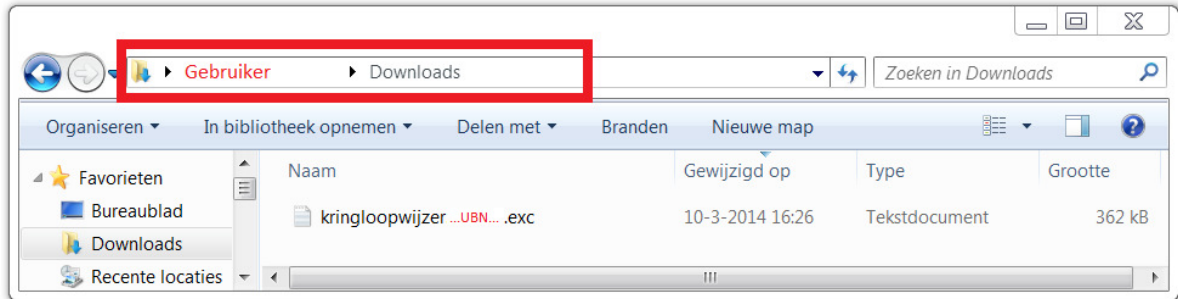 Gebruiker Downloads Zoeken in Downloads
Organiseren In bibliotheek opnemen Delen met Branden Nieuwe map
Favorieten Naam Gewijzigd op Type Grootte
Bureaublad kringloopwijzer ...UBN... .exc 10-3-2014 16:26 Tekstdocument 362 kB
Downloads
Recente locaties